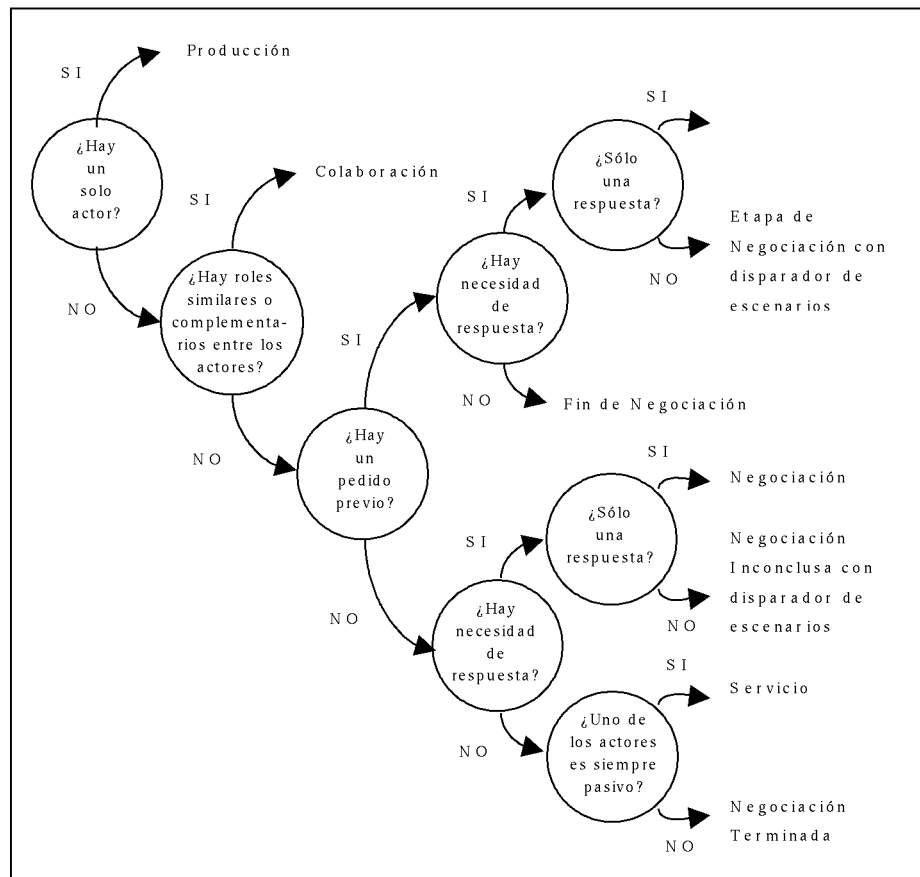 Producción
SI
¿Hay
un
solo
actor?
NO
Colaboración
SI
¿Hay roles
similares o
complementa-
rios entre los
actores?
NO
SI
¿Hay
un
pedido
previo?
NO
SI
¿Hay
necesidad
de
respuesta?
NO
Fin de Negociación
SI
¿Sólo
una
respuesta?
NO
Etapa de
Negociación con
disparador de
escenarios
SI
¿Hay
necesidad
de
respuesta?
NO
SI
¿Sólo
una
respuesta?
NO
Negociación
Negociación
Inconclusa con
disparador de
escenarios
SI
¿Uno de
los actores
es siempre
pasivo?
NO
Servicio
Negociación
Terminada